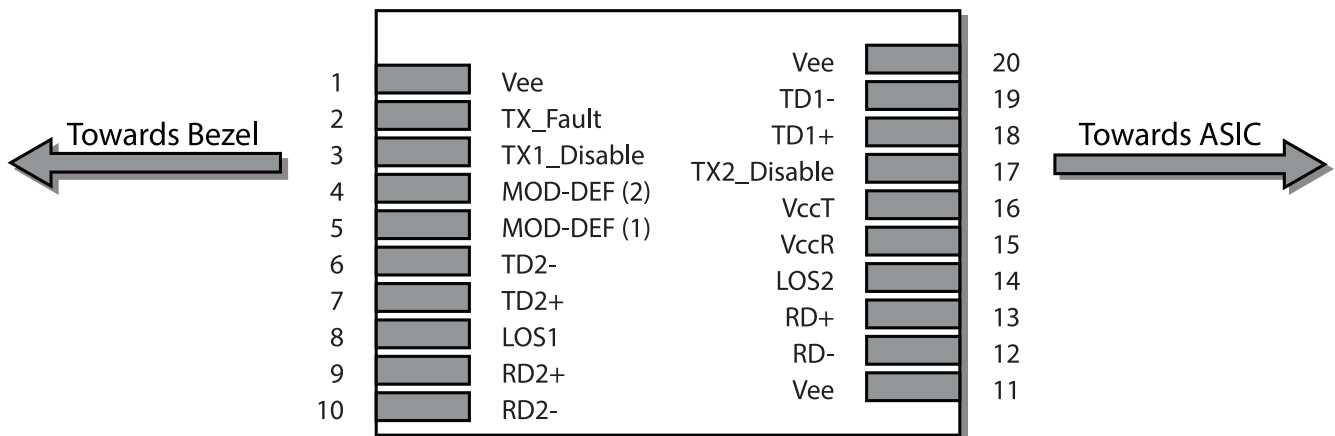 Towards Bezel
1 Vee
2 TX_Fault
3 TX1_Disable
4 MOD-DEF (2)
5 MOD-DEF (1)
6 TD2-
7 TD2+
8 LOS1
9 RD2+
10 RD2-
Vee 20
TD1- 19
TD1+ 18
TX2_Disable 17
VccT 16
VccR 15
LOS2 14
RD+ 13
RD- 12
Vee 11
Towards ASIC